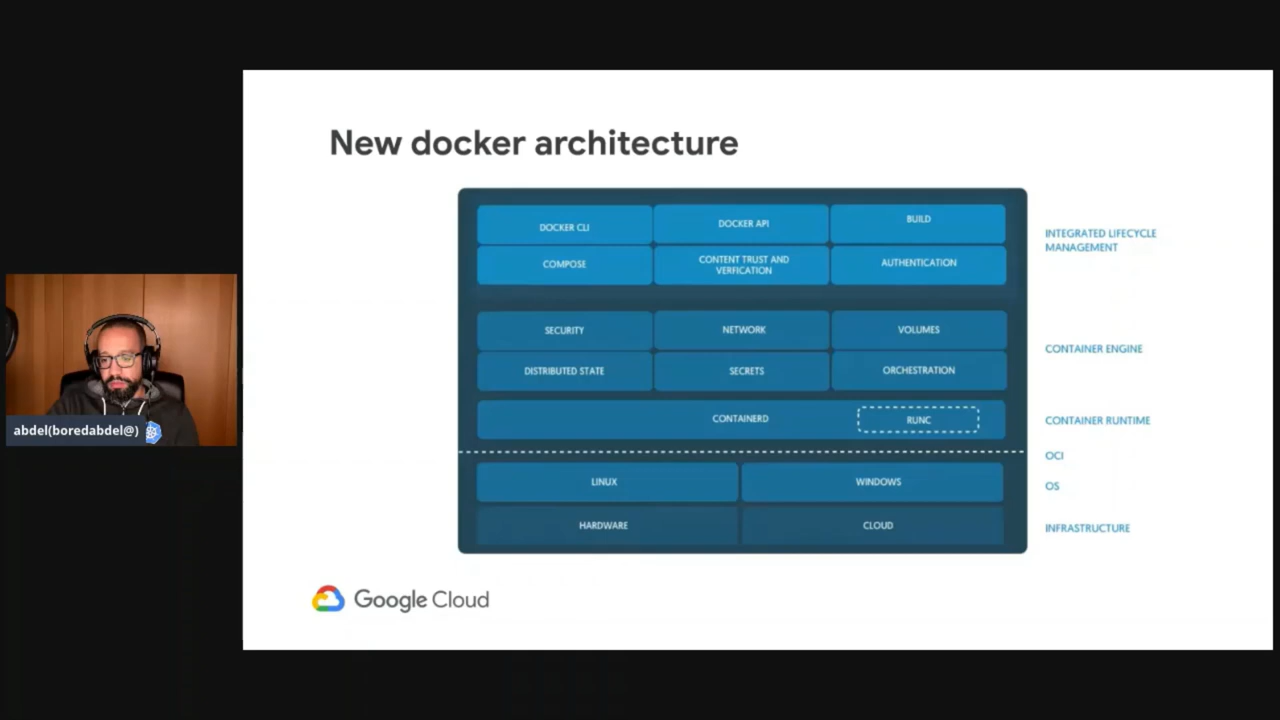 New docker architecture
DOCKER CLI
DOCKER API
BUILD
COMPOSE
CONTENT TRUST AND
VERFICATION
AUTHENTICATION
INTEGRATED LIFECYCLE
MANAGEMENT
SECURITY
NETWORK
VOLUMES
DISTRIBUTED STATE
SECRETS
ORCHESTRATION
CONTAINER ENGINE
CONTAINERD
RUNC
CONTAINER RUNTIME
OCI
LINUX
WINDOWS
OS
HARDWARE
CLOUD
INFRASTRUCTURE
abdel(boredabdel@)
Google Cloud